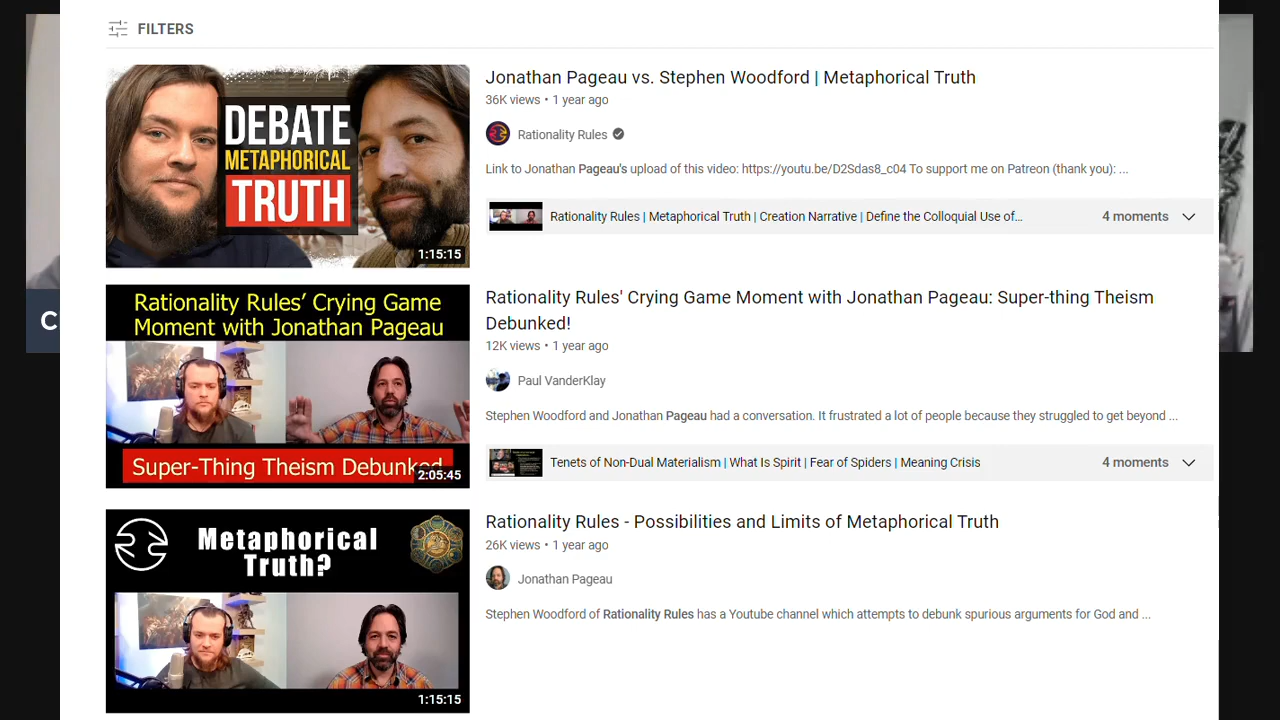 FILTERS
DEBATE
METAPHORICAL
TRUTH
1:15:15
Jonathan Pageau vs. Stephen Woodford | Metaphorical Truth
36K views • 1 year ago
Rationality Rules
Link to Jonathan Pageau's upload of this video: https://youtu.be/D2Sdas8_c04 To support me on Patreon (thank you): ...
Rationality Rules | Metaphorical Truth | Creation Narrative | Define the Colloquial Use of...
4 moments
C
Rationality Rules' Crying Game
Moment with Jonathan Pageau
Super-Thing Theism Debunked
2:05:45
Rationality Rules' Crying Game Moment with Jonathan Pageau: Super-thing Theism
Debunked!
12K views • 1 year ago
Paul VanderKlay
Stephen Woodford and Jonathan Pageau had a conversation. It frustrated a lot of people because they struggled to get beyond ...
Tenets of Non-Dual Materialism | What Is Spirit | Fear of Spiders | Meaning Crisis
4 moments
Metaphorical
Truth?
1:15:15
Rationality Rules - Possibilities and Limits of Metaphorical Truth
26K views • 1 year ago
Jonathan Pageau
Stephen Woodford of Rationality Rules has a Youtube channel which attempts to debunk spurious arguments for God and ...